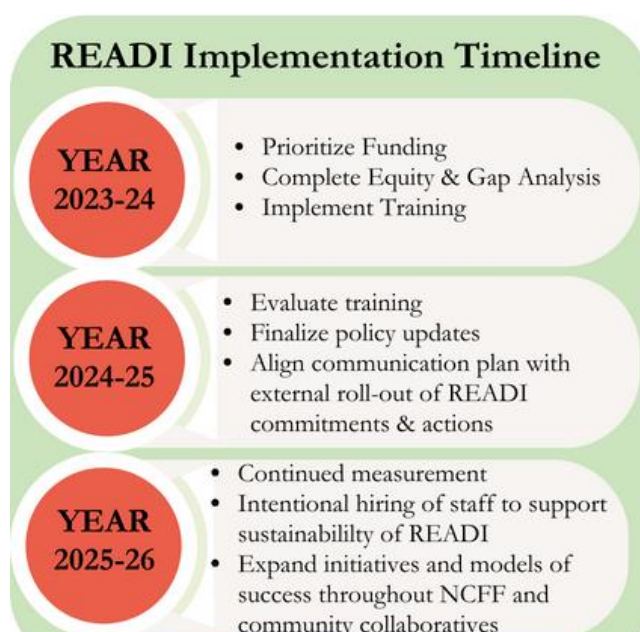 READI Implementation Timeline
YEAR
2023-24
• Prioritize Funding
• Complete Equity & Gap Analysis
• Implement Training
YEAR
2024-25
• Evaluate training
• Finalize policy updates
• Align communication plan with
external roll-out of READI
commitments & actions
YEAR
2025-26
• Continued measurement
• Intentional hiring of staff to support
sustainabililty of READI
• Expand initiatives and models of
success throughout NCFF and
community collaboratives